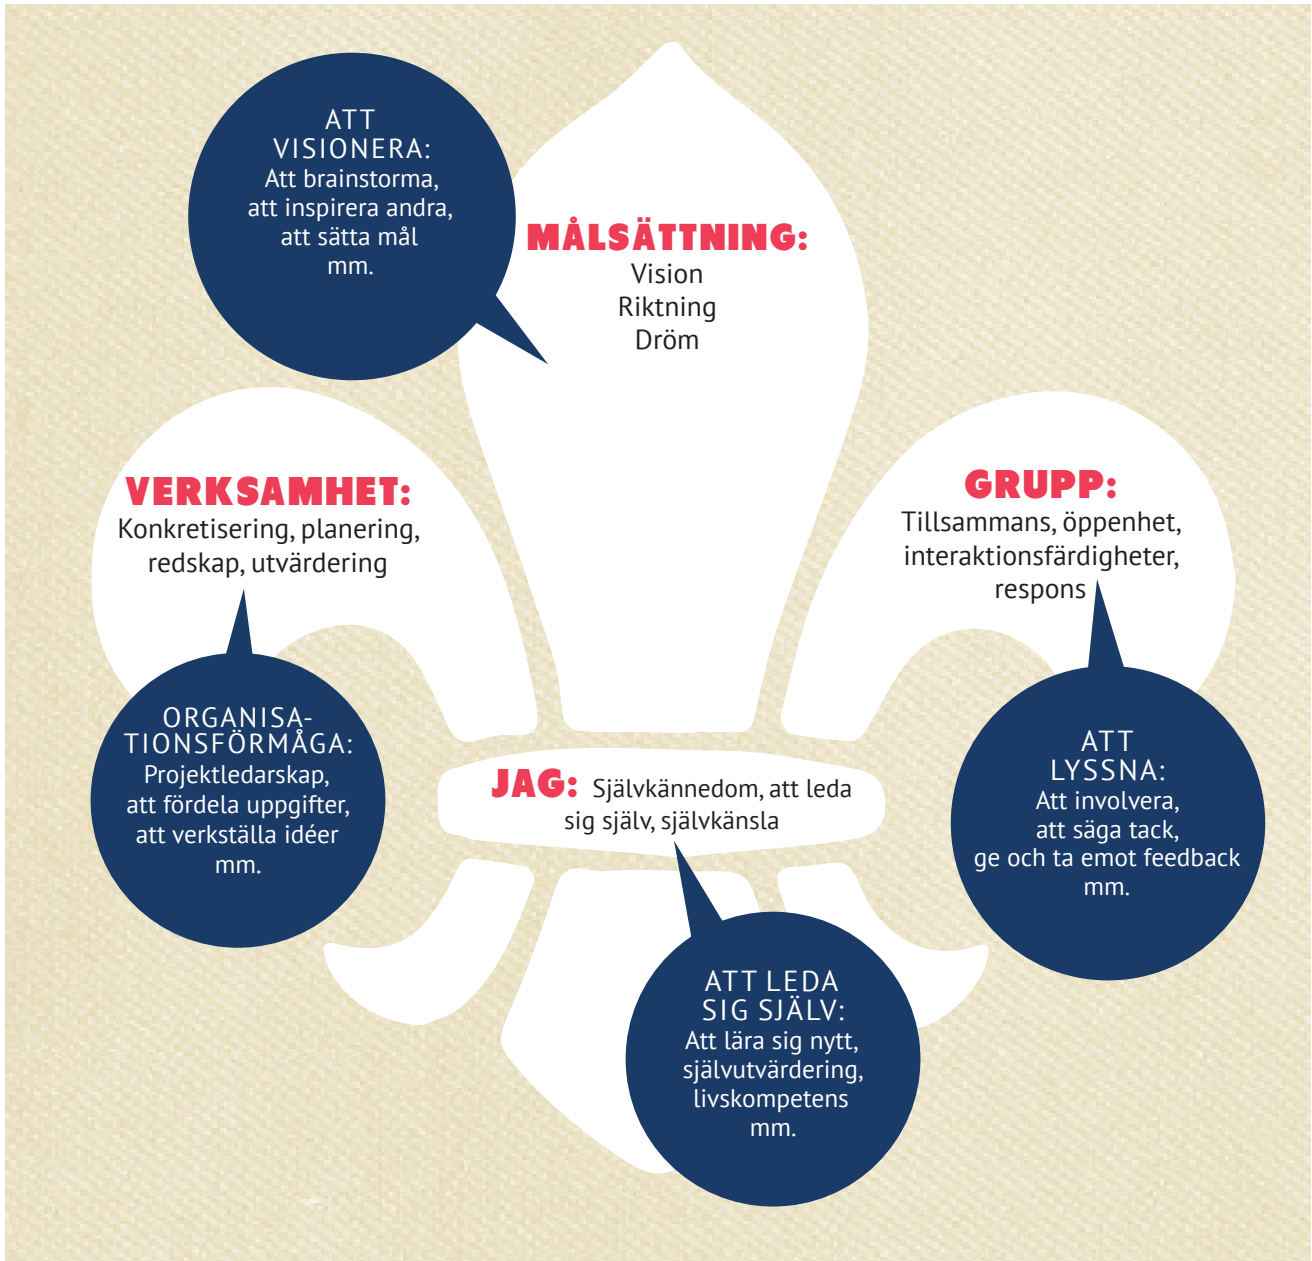 ATT
VISIONERA:
Att brainstorma,
att inspirera andra,
att sätta mål
mm.
MÅLSÄTTNING:
Vision
Riktning
Dröm
VERKSAMHET:
Konkretisering, planering,
redskap, utvärdering
GRUPP:
Tillsammans, öppenhet,
interaktionsfärdigheter,
respons
ORGANISA-
TIONSFÖRMÅGA:
Projektledarskap,
att fördela uppgifter,
att verkställa idéer
mm.
JAG: Självkännedom, att leda
sig själv, självkänsla
ATT
LYSSNA:
Att involvera,
att säga tack,
ge och ta emot feedback
mm.
ATT LEDA
SIG SJÄLV:
Att lära sig nytt,
självutvärdering,
livskompetens
mm.